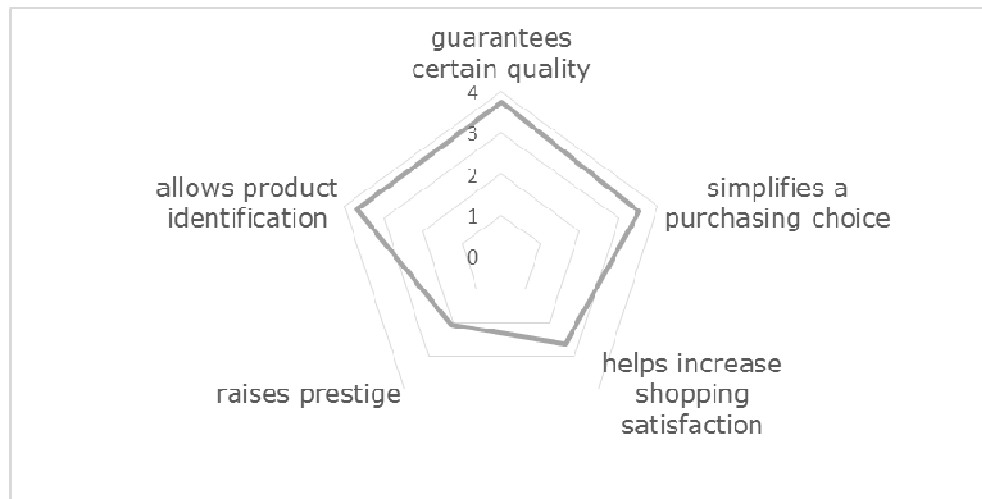 guarantees
certain quality
4
3
2
1
0
simplifies a
purchasing choice
helps increase
shopping
satisfaction
raises prestige
allows product
identification